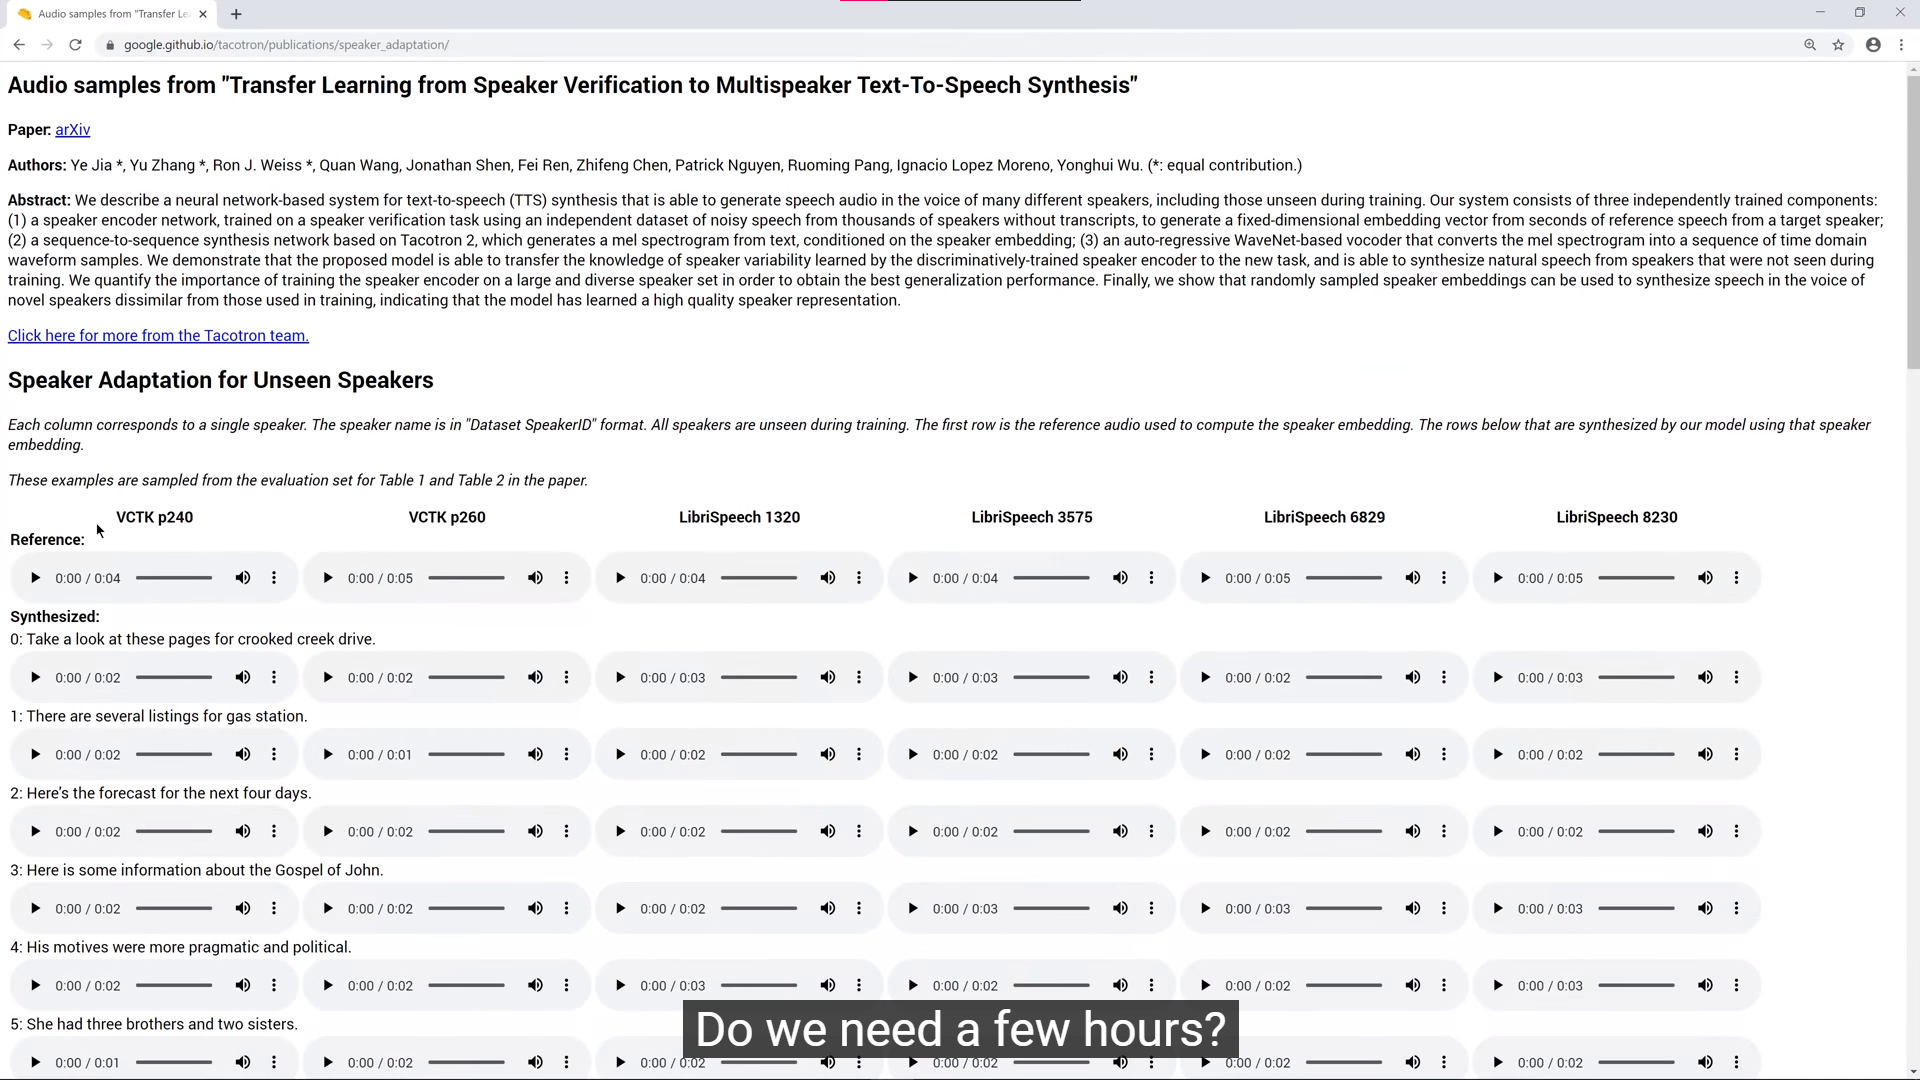 Audio samples from "Transfer Le
google.github.io/tacotron/publications/speaker_adaptation/
Audio samples from "Transfer Learning from Speaker Verification to Multispeaker Text-To-Speech Synthesis"
Paper: arXiv
Authors: Ye Jia *, Yu Zhang *, Ron J. Weiss *, Quan Wang, Jonathan Shen, Fei Ren, Zhifeng Chen, Patrick Nguyen, Ruoming Pang, Ignacio Lopez Moreno, Yonghui Wu. (*: equal contribution.)
Abstract: We describe a neural network-based system for text-to-speech (TTS) synthesis that is able to generate speech audio in the voice of many different speakers, including those unseen during training. Our system consists of three independently trained components:
(1) a speaker encoder network, trained on a speaker verification task using an independent dataset of noisy speech from thousands of speakers without transcripts, to generate a fixed-dimensional embedding vector from seconds of reference speech from a target speaker;
(2) a sequence-to-sequence synthesis network based on Tacotron 2, which generates a mel spectrogram from text, conditioned on the speaker embedding; (3) an auto-regressive WaveNet-based vocoder that converts the mel spectrogram into a sequence of time domain
waveform samples. We demonstrate that the proposed model is able to transfer the knowledge of speaker variability learned by the discriminatively-trained speaker encoder to the new task, and is able to synthesize natural speech from speakers that were not seen during
training. We quantify the importance of training the speaker encoder on a large and diverse speaker set in order to obtain the best generalization performance. Finally, we show that randomly sampled speaker embeddings can be used to synthesize speech in the voice of
novel speakers dissimilar from those used in training, indicating that the model has learned a high quality speaker representation.
Click here for more from the Tacotron team.
Speaker Adaptation for Unseen Speakers
Each column corresponds to a single speaker. The speaker name is in "Dataset SpeakerID" format. All speakers are unseen during training. The first row is the reference audio used to compute the speaker embedding. The rows below that are synthesized by our model using that speaker
embedding.
These examples are sampled from the evaluation set for Table 1 and Table 2 in the paper.
VCTK p240 VCTK p260 LibriSpeech 1320 LibriSpeech 3575 LibriSpeech 6829 LibriSpeech 8230
Reference:
0:00 / 0:04 0:00 / 0:05 0:00 / 0:04 0:00 / 0:04 0:00 / 0:05 0:00 / 0:05
Synthesized:
0: Take a look at these pages for crooked creek drive.
0:00 / 0:02 0:00 / 0:02 0:00 / 0:03 0:00 / 0:03 0:00 / 0:02 0:00 / 0:03
1: There are several listings for gas station.
0:00 / 0:02 0:00 / 0:01 0:00 / 0:02 0:00 / 0:02 0:00 / 0:02 0:00 / 0:02
2: Here's the forecast for the next four days.
0:00 / 0:02 0:00 / 0:02 0:00 / 0:02 0:00 / 0:02 0:00 / 0:02 0:00 / 0:02
3: Here is some information about the Gospel of John.
0:00 / 0:02 0:00 / 0:02 0:00 / 0:02 0:00 / 0:03 0:00 / 0:03 0:00 / 0:03
4: His motives were more pragmatic and political.
0:00 / 0:02 0:00 / 0:02 0:00 / 0:03 0:00 / 0:02 0:00 / 0:02 0:00 / 0:03
5: She had three brothers and two sisters.
Do we need a few hours?
0:00 / 0:01 0:00 / 0:02 0:00 / 0:02 0:00 / 0:02 0:00 / 0:02 0:00 / 0:02